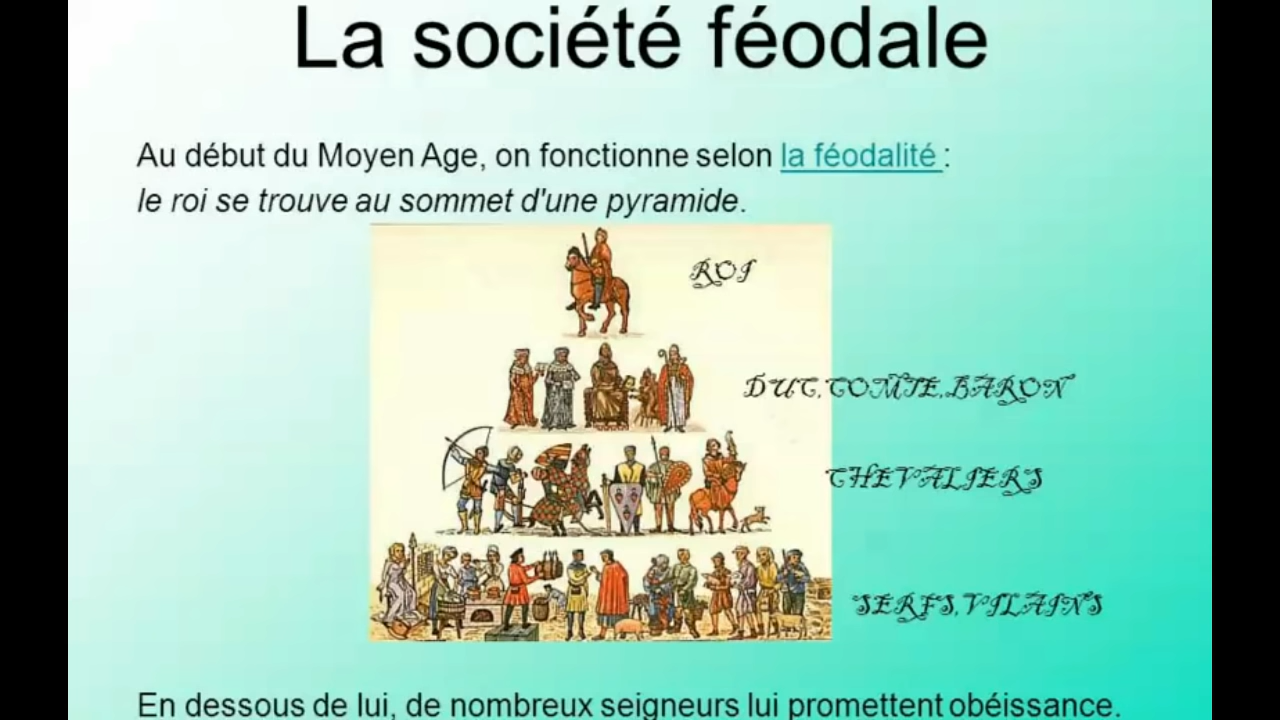 La société féodale
Au début du Moyen Age, on fonctionne selon la féodalité :
le roi se trouve au sommet d'une pyramide.
ROI
DUC,COMTE,BARON
CHEVALIERS
SERFS,VILAINS
En dessous de lui, de nombreux seigneurs lui promettent obéissance.